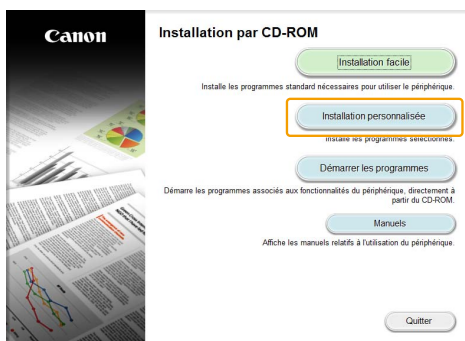 Canon
Installation par CD-ROM
Installation facile
Installe les programmes standard nécessaires pour utiliser le périphérique.
Installation personnalisée
Installe les programmes sélectionnés.
Démarrer les programmes
Démarre les programmes associés aux fonctionnalités du périphérique, directement à
partir du CD-ROM.
Manuels
Affiche les manuels relatifs à l'utilisation du périphérique.
Quitter